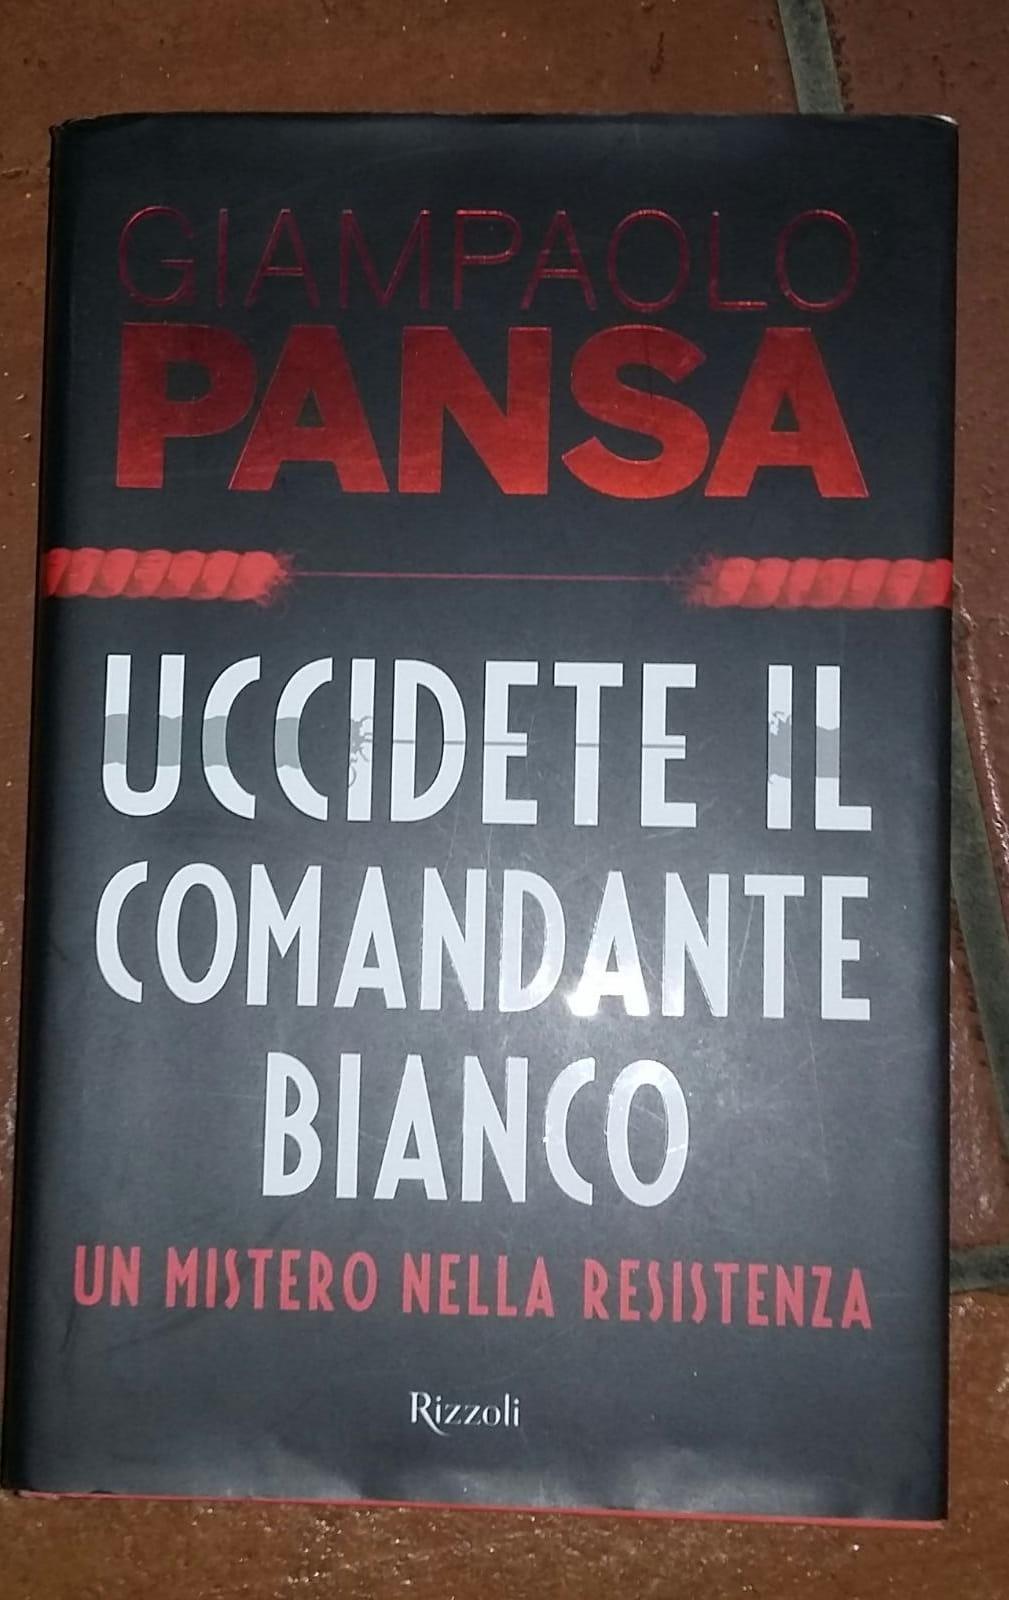 GIAMPAOLO
PANSA
UCCIDETE IL
COMANDANTE
BIANCO
UN MISTERO NELLA RESISTENZA
Rizzoli